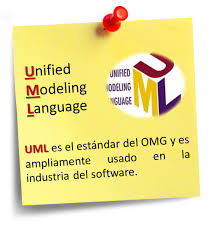 Unified
Modeling
Language
UNIFIED
MODELING
LANGUAGE
UML
UML es el estándar del OMG y es
ampliamente usado en la
industria del software.